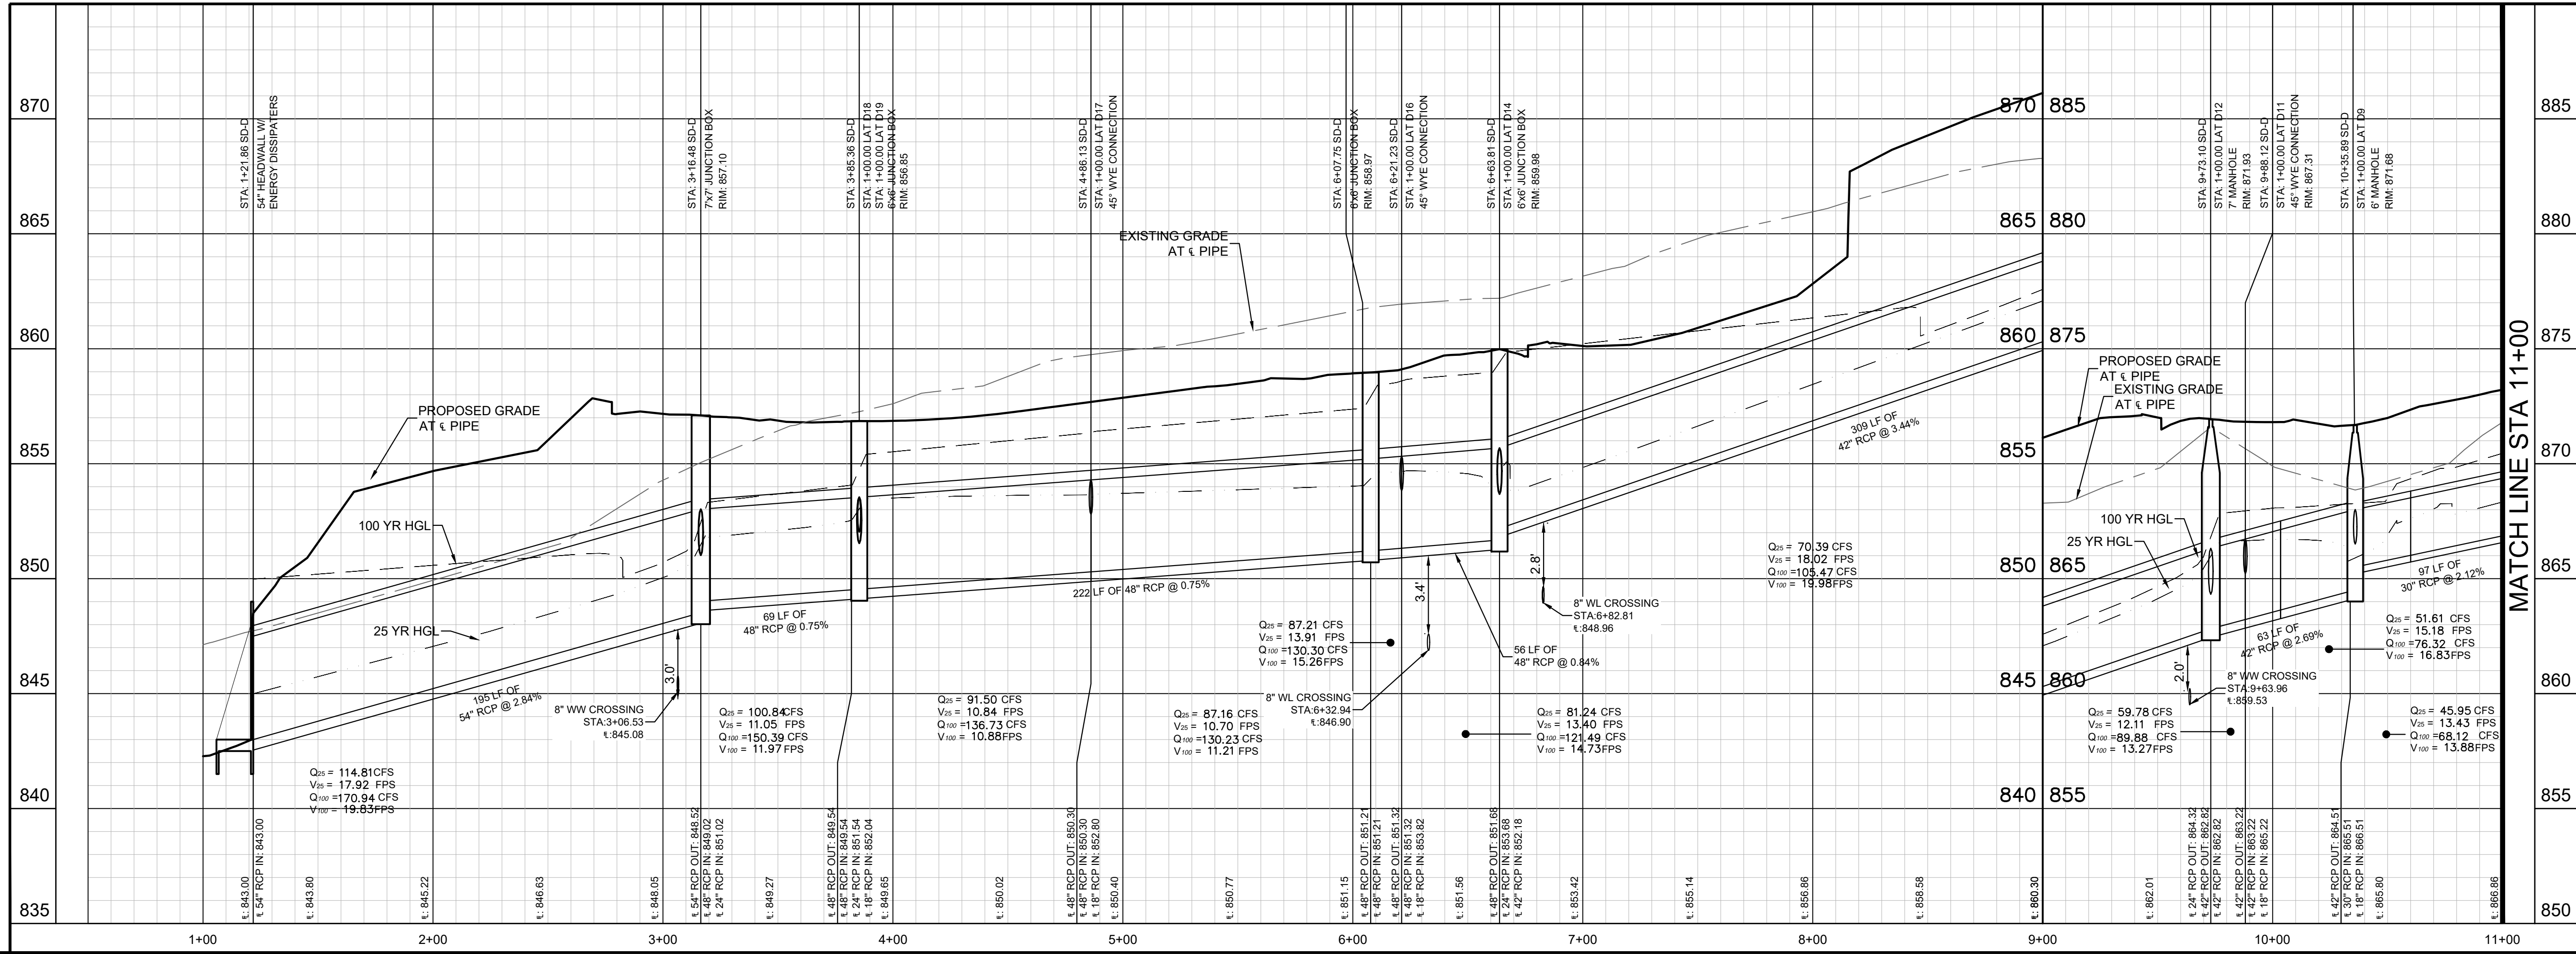 870
865
860
855
850
845
840
835
STA: 1+21.86 SD-D
54" HEADWALL W/
ENERGY DISSIPATERS
STA: 3+16.48 SD-D
7'x7' JUNCTION BOX
RIM: 857.10
STA: 3+85.36 SD-D
STA: 1+00.00 LAT D18
STA: 1+00.00 LAT D19
6'x6' JUNCTION BOX
RIM: 856.85
STA: 4+86.13 SD-D
STA: 1+00.00 LAT D17
45° WYE CONNECTION
STA: 6+07.75 SD-D
6'x6' JUNCTION BOX
RIM: 858.97
STA: 6+21.23 SD-D
STA: 1+00.00 LAT D16
45° WYE CONNECTION
STA: 6+63.81 SD-D
STA: 1+00.00 LAT D14
6'x6' JUNCTION BOX
RIM: 859.98
STA: 9+73.10 SD-D
STA: 1+00.00 LAT D12
7' MANHOLE
RIM: 871.93
STA: 9+88.12 SD-D
STA: 1+00.00 LAT D11
45° WYE CONNECTION
RIM: 867.31
STA: 10+35.89 SD-D
STA: 1+00.00 LAT D9
6' MANHOLE
RIM: 871.68
870 885
865 880
860 875
855 870
850 865
845 860
840 855
885
880
875
870
865
860
855
850
MATCH LINE STA 11+00
EXISTING GRADE
AT ℄ PIPE
PROPOSED GRADE
AT ℄ PIPE
100 YR HGL
25 YR HGL
PROPOSED GRADE
AT ℄ PIPE
EXISTING GRADE
AT ℄ PIPE
100 YR HGL
25 YR HGL
195 LF OF
54" RCP @ 2.84%
69 LF OF
48" RCP @ 0.75%
222 LF OF 48" RCP @ 0.75%
56 LF OF
48" RCP @ 0.84%
309 LF OF
42" RCP @ 3.44%
63 LF OF
42" RCP @ 2.69%
97 LF OF
30" RCP @ 2.12%
3.0'
8" WW CROSSING
STA:3+06.53
℄:845.08
3.4'
8" WL CROSSING
STA:6+32.94
℄:846.90
2.8'
8" WL CROSSING
STA:6+82.81
℄:848.96
2.0'
8" WW CROSSING
STA:9+63.96
℄:859.53
Q25 = 114.81CFS
V25 = 17.92 FPS
Q100 =170.94 CFS
V100 = 19.83FPS
Q25 = 100.84CFS
V25 = 11.05 FPS
Q100 =150.39 CFS
V100 = 11.97FPS
Q25 = 91.50 CFS
V25 = 10.84 FPS
Q100 =136.73 CFS
V100 = 10.88FPS
Q25 = 87.16 CFS
V25 = 10.70 FPS
Q100 =130.23 CFS
V100 = 11.21 FPS
Q25 = 87.21 CFS
V25 = 13.91 FPS
Q100 =130.30 CFS
V100 = 15.26FPS
Q25 = 81.24 CFS
V25 = 13.40 FPS
Q100 =121.49 CFS
V100 = 14.73FPS
Q25 = 70.39 CFS
V25 = 18.02 FPS
Q100 =105.47 CFS
V100 = 19.98FPS
Q25 = 59.78 CFS
V25 = 12.11 FPS
Q100 =89.88 CFS
V100 = 13.27FPS
Q25 = 51.61 CFS
V25 = 15.18 FPS
Q100 =76.32 CFS
V100 = 16.83FPS
Q25 = 45.95 CFS
V25 = 13.43 FPS
Q100 =68.12 CFS
V100 = 13.88FPS
℄: 843.00
℄ 54" RCP IN: 843.00
℄: 843.80
℄: 845.22
℄: 846.63
℄: 848.05
℄ 54" RCP OUT: 848.52
℄ 48" RCP IN: 849.02
℄ 24" RCP IN: 851.02
℄: 849.27
℄ 48" RCP OUT: 849.54
℄ 48" RCP IN: 849.54
℄ 24" RCP IN: 851.54
℄ 18" RCP IN: 852.04
℄: 849.65
℄: 850.02
℄ 48" RCP OUT: 850.30
℄ 48" RCP IN: 850.30
℄ 18" RCP IN: 852.80
℄: 850.40
℄: 850.77
℄: 851.15
℄ 48" RCP OUT: 851.21
℄ 48" RCP IN: 851.21
℄ 48" RCP OUT: 851.32
℄ 48" RCP IN: 851.32
℄ 18" RCP IN: 853.82
℄: 851.56
℄ 48" RCP OUT: 851.68
℄ 24" RCP IN: 853.68
℄ 42" RCP IN: 852.18
℄: 853.42
℄: 855.14
℄: 856.86
℄: 858.58
℄: 860.30
℄: 862.01
℄ 24" RCP OUT: 864.32
℄ 42" RCP OUT: 862.82
℄ 42" RCP IN: 862.82
℄ 42" RCP OUT: 863.22
℄ 42" RCP IN: 863.22
℄ 18" RCP IN: 865.22
℄ 42" RCP OUT: 864.51
℄ 30" RCP IN: 865.51
℄ 18" RCP IN: 866.51
℄: 865.80
℄: 866.86
1+00
2+00
3+00
4+00
5+00
6+00
7+00
8+00
9+00
10+00
11+00